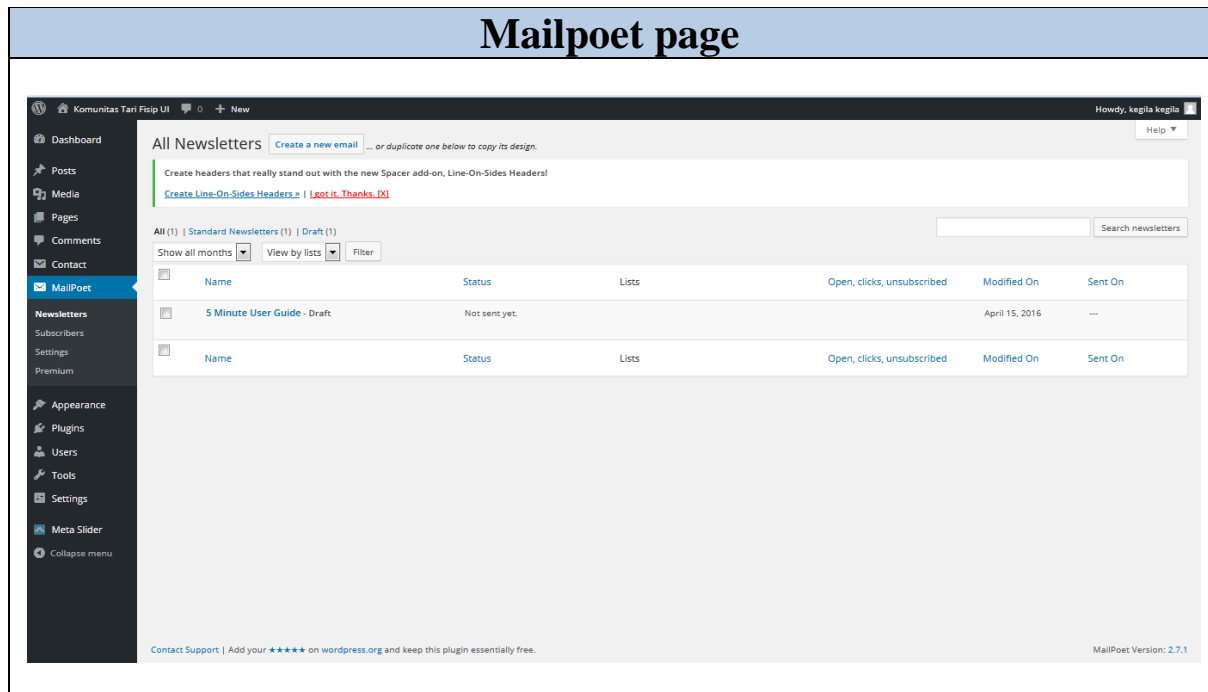 Mailpoet page
Komunitas Tari Fisip UI 0 + New Howdy, kegila kegila
Help ▼
Dashboard
Posts
Media
Pages
Comments
Contact
MailPoet
Newsletters
Subscribers
Settings
Premium
Appearance
Plugins
Users
Tools
Settings
Meta Slider
Collapse menu
All Newsletters Create a new email ... or duplicate one below to copy its design.
Create headers that really stand out with the new Spacer add-on, Line-On-Sides Headers!
Create Line-On-Sides Headers » | I got it. Thanks. [X]
All (1) | Standard Newsletters (1) | Draft (1) Search newsletters
Show all months View by lists Filter
Name Status Lists Open, clicks, unsubscribed Modified On Sent On
5 Minute User Guide - Draft Not sent yet. April 15, 2016 ---
Name Status Lists Open, clicks, unsubscribed Modified On Sent On
Contact Support | Add your ★★★★★ on wordpress.org and keep this plugin essentially free. MailPoet Version: 2.7.1